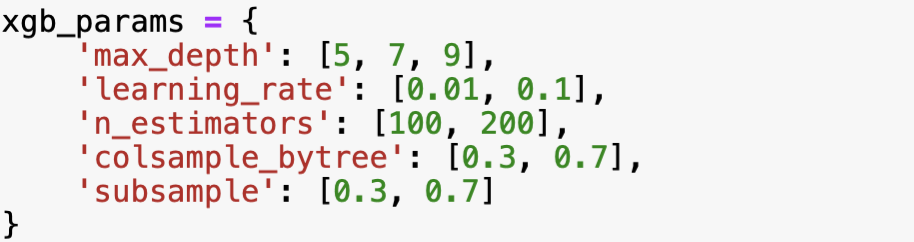 xgb_params = {
    'max_depth': [5, 7, 9],
    'learning_rate': [0.01, 0.1],
    'n_estimators': [100, 200],
    'colsample_bytree': [0.3, 0.7],
    'subsample': [0.3, 0.7]
}